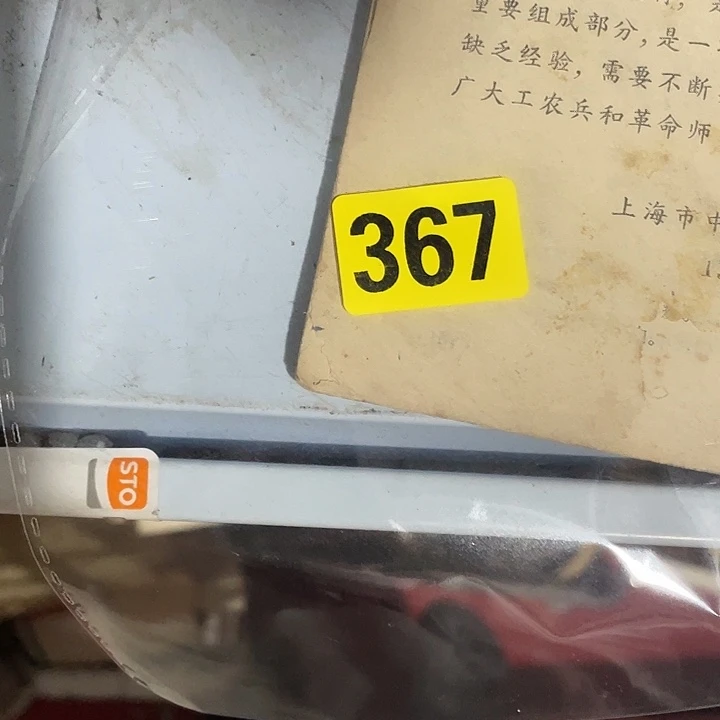 重要组成部分，是一
缺乏经验，需要不断
广大工农兵和革命师
上海市中
367
STO